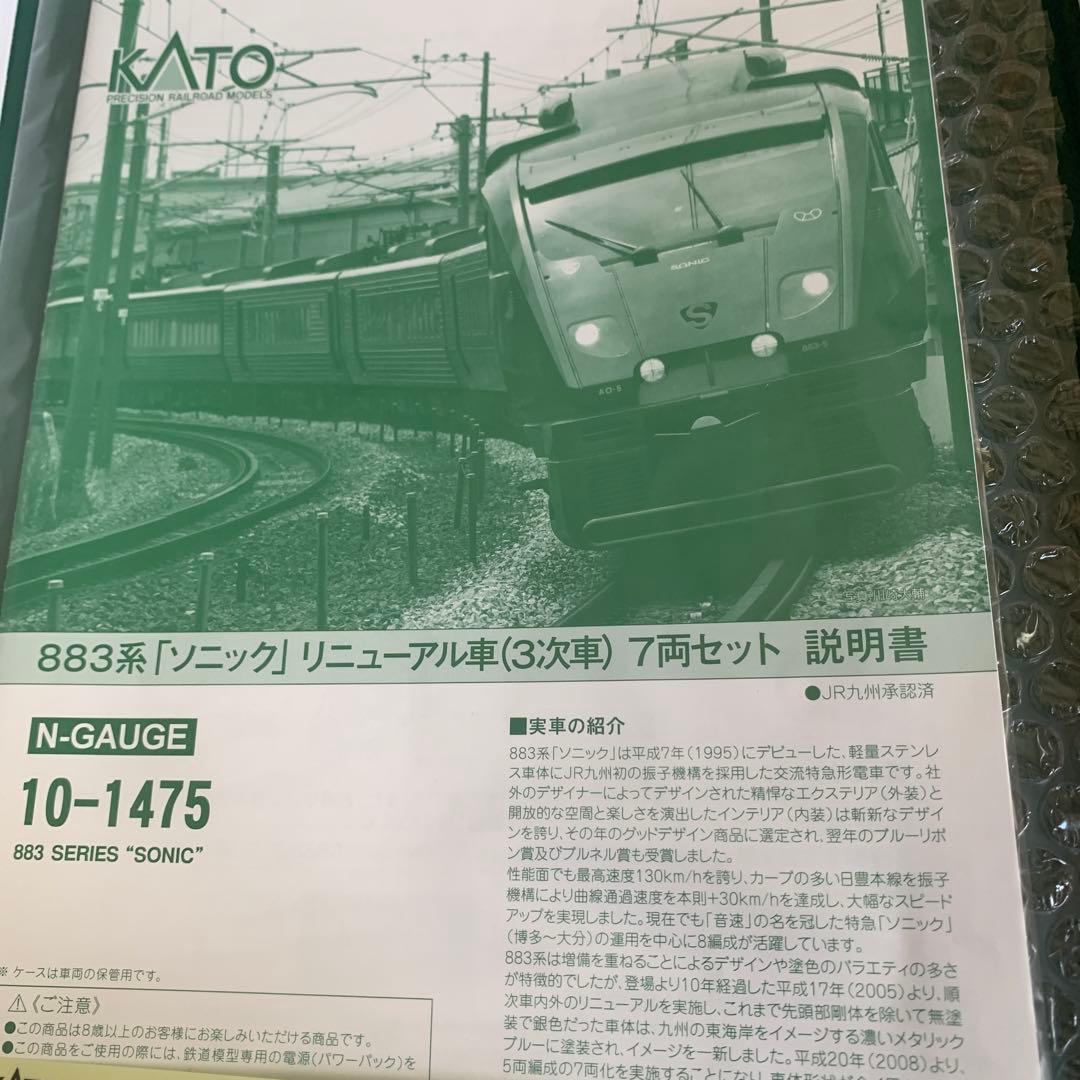 KATO
PRECISION RAILROAD MODELS
SONIC
S
AO-5
883-5
883系「ソニック」リニューアル車(3次車) 7両セット 説明書
●JR九州承認済
N-GAUGE
10-1475
883 SERIES “SONIC”
※ ケースは車両の保管用です。
⚠《ご注意》
●この商品は8歳以上のお客様にお楽しみいただける商品です。
●この商品をご使用の際には、鉄道模型専用の電源(パワーパック)を
■実車の紹介
883系「ソニック」は平成7年(1995)にデビューした、軽量ステンレ
ス車体にJR九州初の振子機構を採用した交流特急形電車です。社
外のデザイナーによってデザインされた精悍なエクステリア(外装)と
開放的な空間と楽しさを演出したインテリア(内装)は斬新なデザイ
ンを誇り、その年のグッドデザイン商品に選定され、翌年のブルーリボ
ン賞及びブルネル賞も受賞しました。
性能面でも最高速度130km/hを誇り、カーブの多い日豊本線を振子
機構により曲線通過速度を本則+30km/hを達成し、大幅なスピード
アップを実現しました。現在でも「音速」の名を冠した特急「ソニック」
(博多～大分)の運用を中心に8編成が活躍しています。
883系は増備を重ねることによるデザインや塗色のバラエティの多さ
が特徴的でしたが、登場より10年経過した平成17年(2005)より、順
次車内外のリニューアルを実施し、これまで先頭部剛体を除いて無塗
装で銀色だった車体は、九州の東海岸をイメージする濃いメタリック
ブルーに塗装され、イメージを一新しました。平成20年(2008)より、
5両編成の7両化を実施することになり、車体形状が